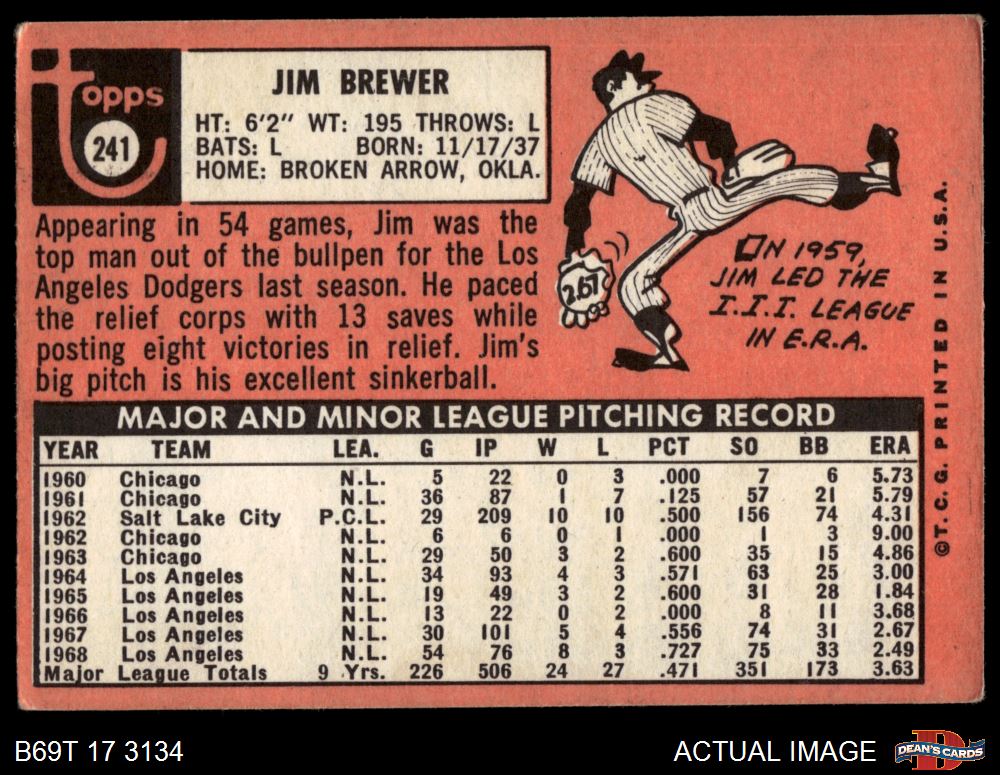 topps
241
JIM BREWER
HT: 6'2" WT: 195 THROWS: L
BATS: L BORN: 11/17/37
HOME: BROKEN ARROW, OKLA.
Appearing in 54 games, Jim was the
top man out of the bullpen for the Los
Angeles Dodgers last season. He paced
the relief corps with 13 saves while
posting eight victories in relief. Jim's
big pitch is his excellent sinkerball.
2.67
ON 1959,
JIM LED THE
I.I.I. LEAGUE
IN E.R.A.
MAJOR AND MINOR LEAGUE PITCHING RECORD
YEAR TEAM LEA. G IP W L PCT SO BB ERA
1960 Chicago N.L. 5 22 0 3 .000 7 6 5.73
1961 Chicago N.L. 36 87 1 7 .125 57 21 5.79
1962 Salt Lake City P.C.L. 29 209 10 10 .500 156 74 4.31
1962 Chicago N.L. 6 6 0 1 .000 1 3 9.00
1963 Chicago N.L. 29 50 3 2 .600 35 15 4.86
1964 Los Angeles N.L. 34 93 4 3 .571 63 25 3.00
1965 Los Angeles N.L. 19 49 3 2 .600 31 28 1.84
1966 Los Angeles N.L. 13 22 0 2 .000 8 11 3.68
1967 Los Angeles N.L. 30 101 5 4 .556 74 31 2.67
1968 Los Angeles N.L. 54 76 8 3 .727 75 33 2.49
Major League Totals 9 Yrs. 226 506 24 27 .471 351 173 3.63
©T.C.G. PRINTED IN U.S.A.
B69T 17 3134
ACTUAL IMAGE
D
DEAN'S CARDS